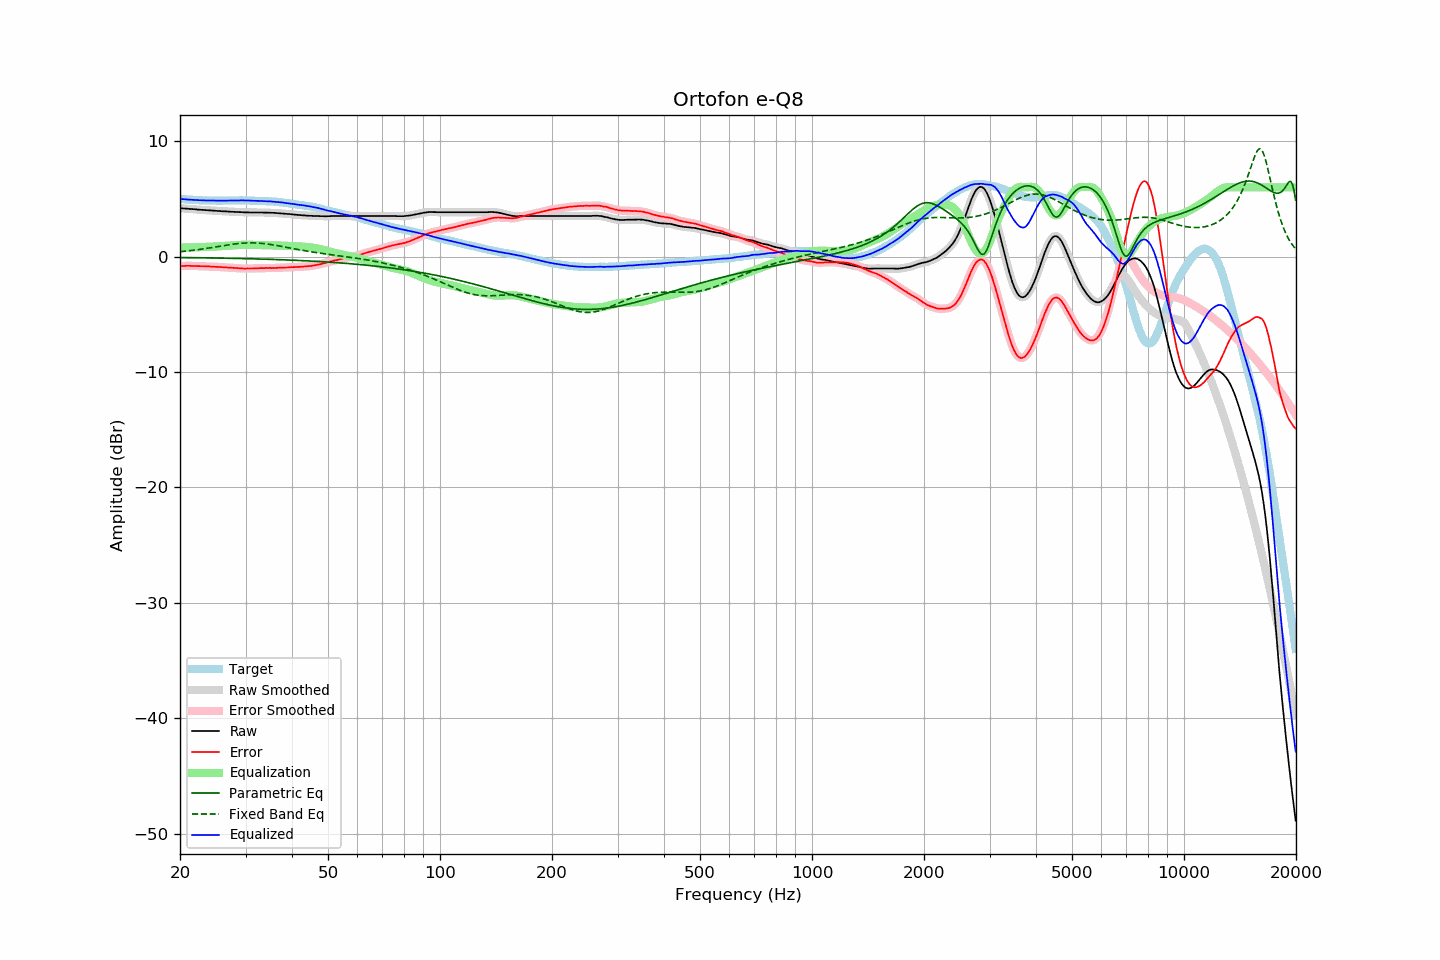 Ortofon e-Q8
10
0
−10
−20
−30
−40
−50
Amplitude (dBr)
Target
Raw Smoothed
Error Smoothed
Raw
Error
Equalization
Parametric Eq
Fixed Band Eq
Equalized
20 50 100 200 500 1000 2000 5000 10000 20000
Frequency (Hz)